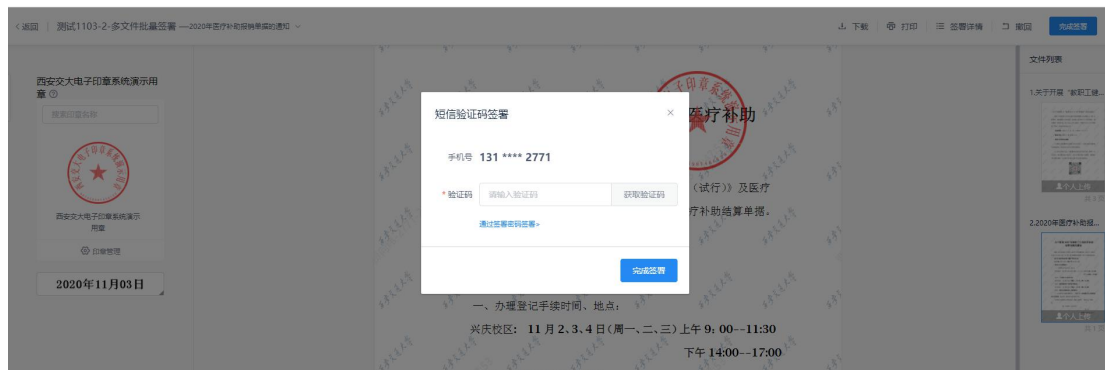 <返回 | 测试1103-2-多文件批量签署 —2020年医疗补助报销单据的通知
下载 打印 签署详情 撤回 完成签署
西安交大电子印章系统演示用
章
搜索印章名称
西安交大电子印章系统演示
用章
印章管理
2020年11月03日
医疗补助
(试行)》及医疗
疗补助结算单据。
一、办理登记手续时间、地点:
兴庆校区: 11 月 2、3、4 日(周一、二、三)上午 9: 00--11:30
下午 14:00--17:00
短信验证码签署 ×
手机号 131 **** 2771
*验证码 请输入验证码 获取验证码
通过签署密码签署>
完成签署
文件列表
1.关于开展“教职工健...
个人上传
2.2020年医疗补助报...
个人上传